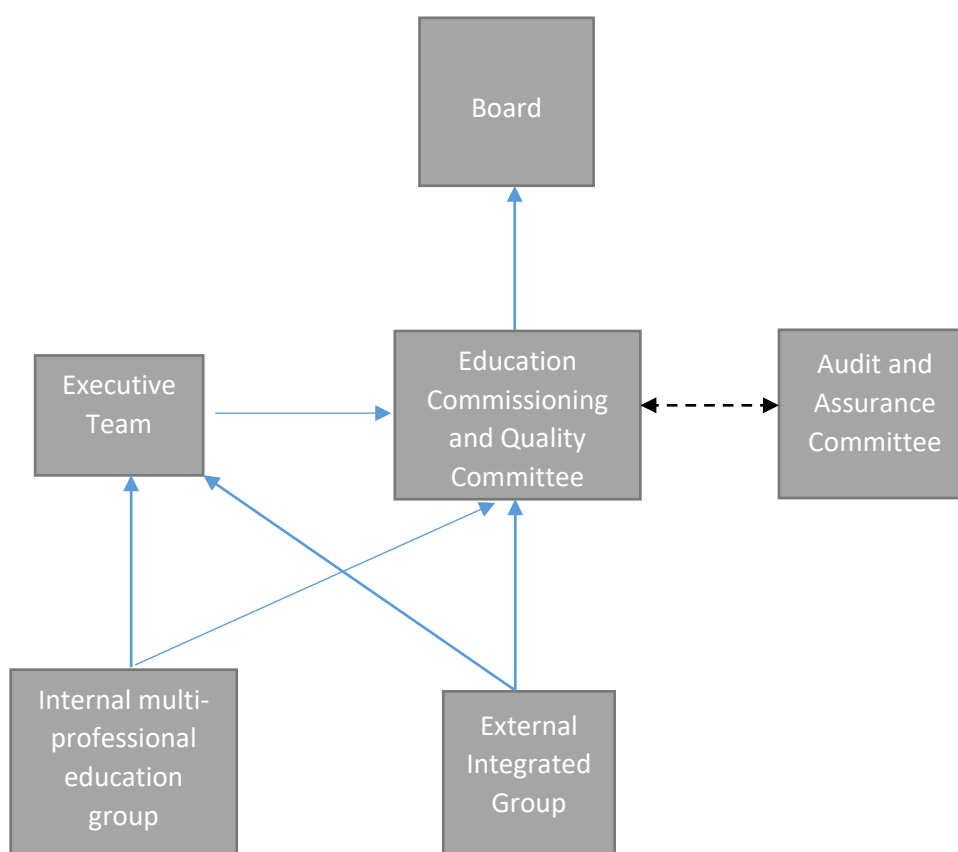 Board
Executive
Team
Education
Commissioning
and Quality
Committee
Audit and
Assurance
Committee
Internal multi-
professional
education
group
External
Integrated
Group